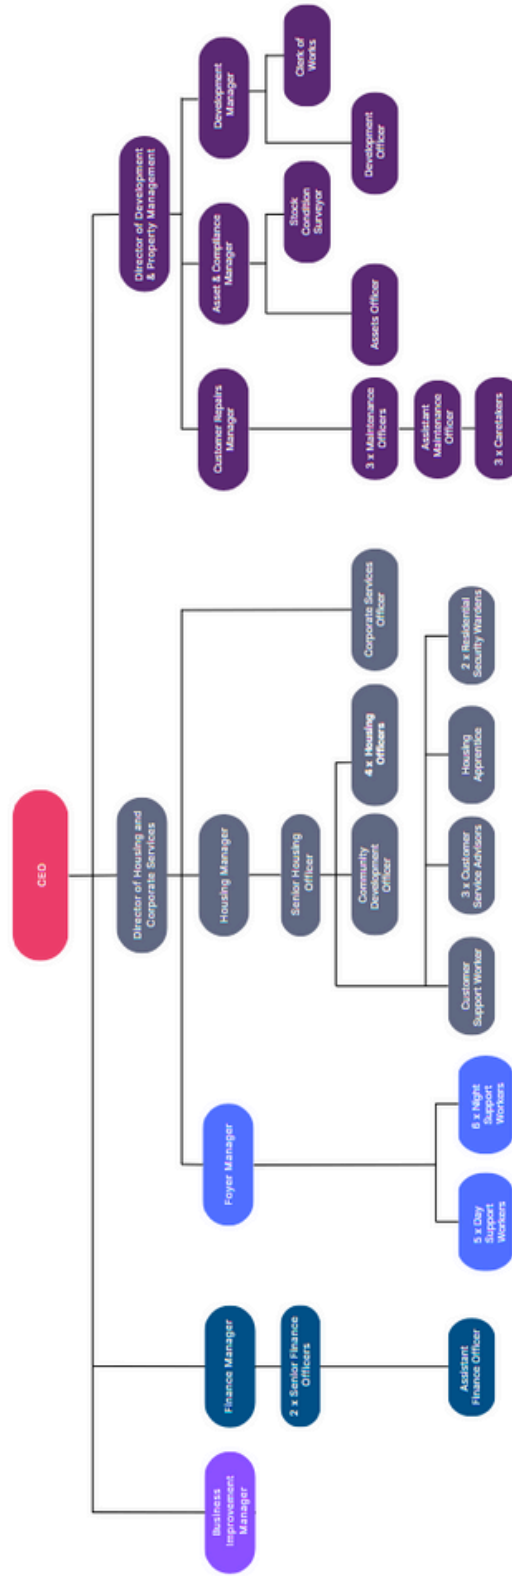 CEO
Business
Improvement
Manager
Finance Manager
2 x Senior Finance
Officers
Assistant
Finance Officer
Director of Housing and
Corporate Services
Foyer Manager
5 x Day
Support
Workers
6 x Night
Support
Workers
Housing Manager
Senior Housing
Officer
Community
Development
Officer
4 x Housing
Officers
Customer
Support Worker
3 x Customer
Service Advisors
Housing
Apprentice
2 x Residential
Security Wardens
Corporate Services
Officer
Director of Development
& Property Management
Customer Repairs
Manager
3 x Maintenance
Officers
Assistant
Maintenance
Officer
3 x Caretakers
Asset & Compliance
Manager
Assets Officer
Stock
Condition
Surveyor
Development
Manager
Development
Officer
Clerk of
Works